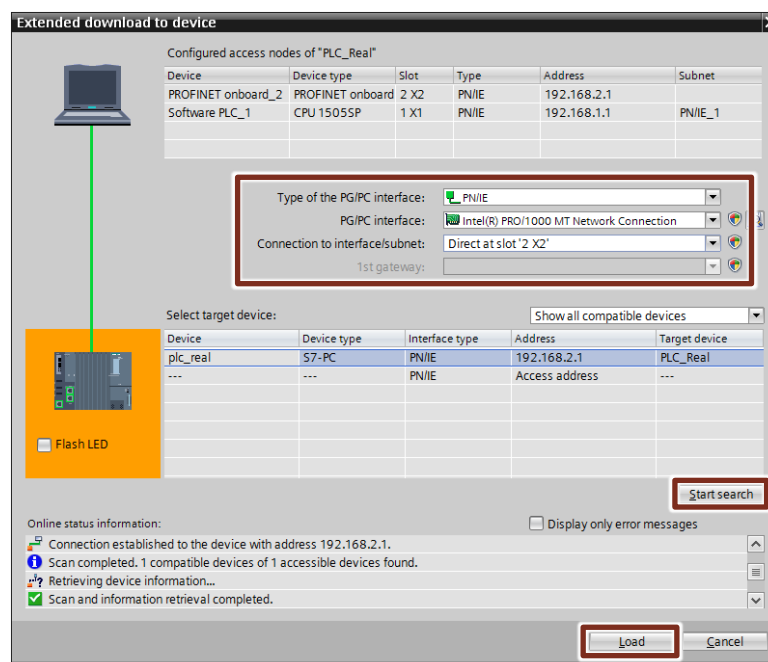 Extended download to device
Configured access nodes of "PLC_Real"
Device Device type Slot Type Address Subnet
PROFINET onboard_2 PROFINET onboard 2 X2 PN/IE 192.168.2.1
Software PLC_1 CPU 1505SP 1 X1 PN/IE 192.168.1.1 PN/IE_1
Type of the PG/PC interface: PN/IE
PG/PC interface: Intel(R) PRO/1000 MT Network Connection
Connection to interface/subnet: Direct at slot '2 X2'
1st gateway:
Select target device: Show all compatible devices
Device Device type Interface type Address Target device
plc_real S7-PC PN/IE 192.168.2.1 PLC_Real
--- --- PN/IE Access address ---
Flash LED
Start search
Online status information: Display only error messages
Connection established to the device with address 192.168.2.1.
Scan completed. 1 compatible devices of 1 accessible devices found.
Retrieving device information...
Scan and information retrieval completed.
Load Cancel